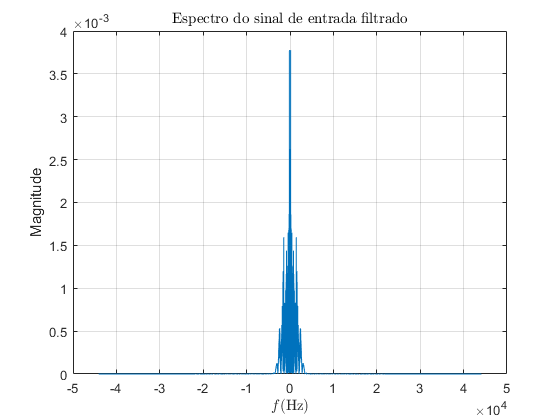 Espectro do sinal de entrada filtrado
×10-3
4
3.5
3
2.5
2
1.5
1
0.5
0
Magnitude
-5 -4 -3 -2 -1 0 1 2 3 4 5
f(Hz)
×104